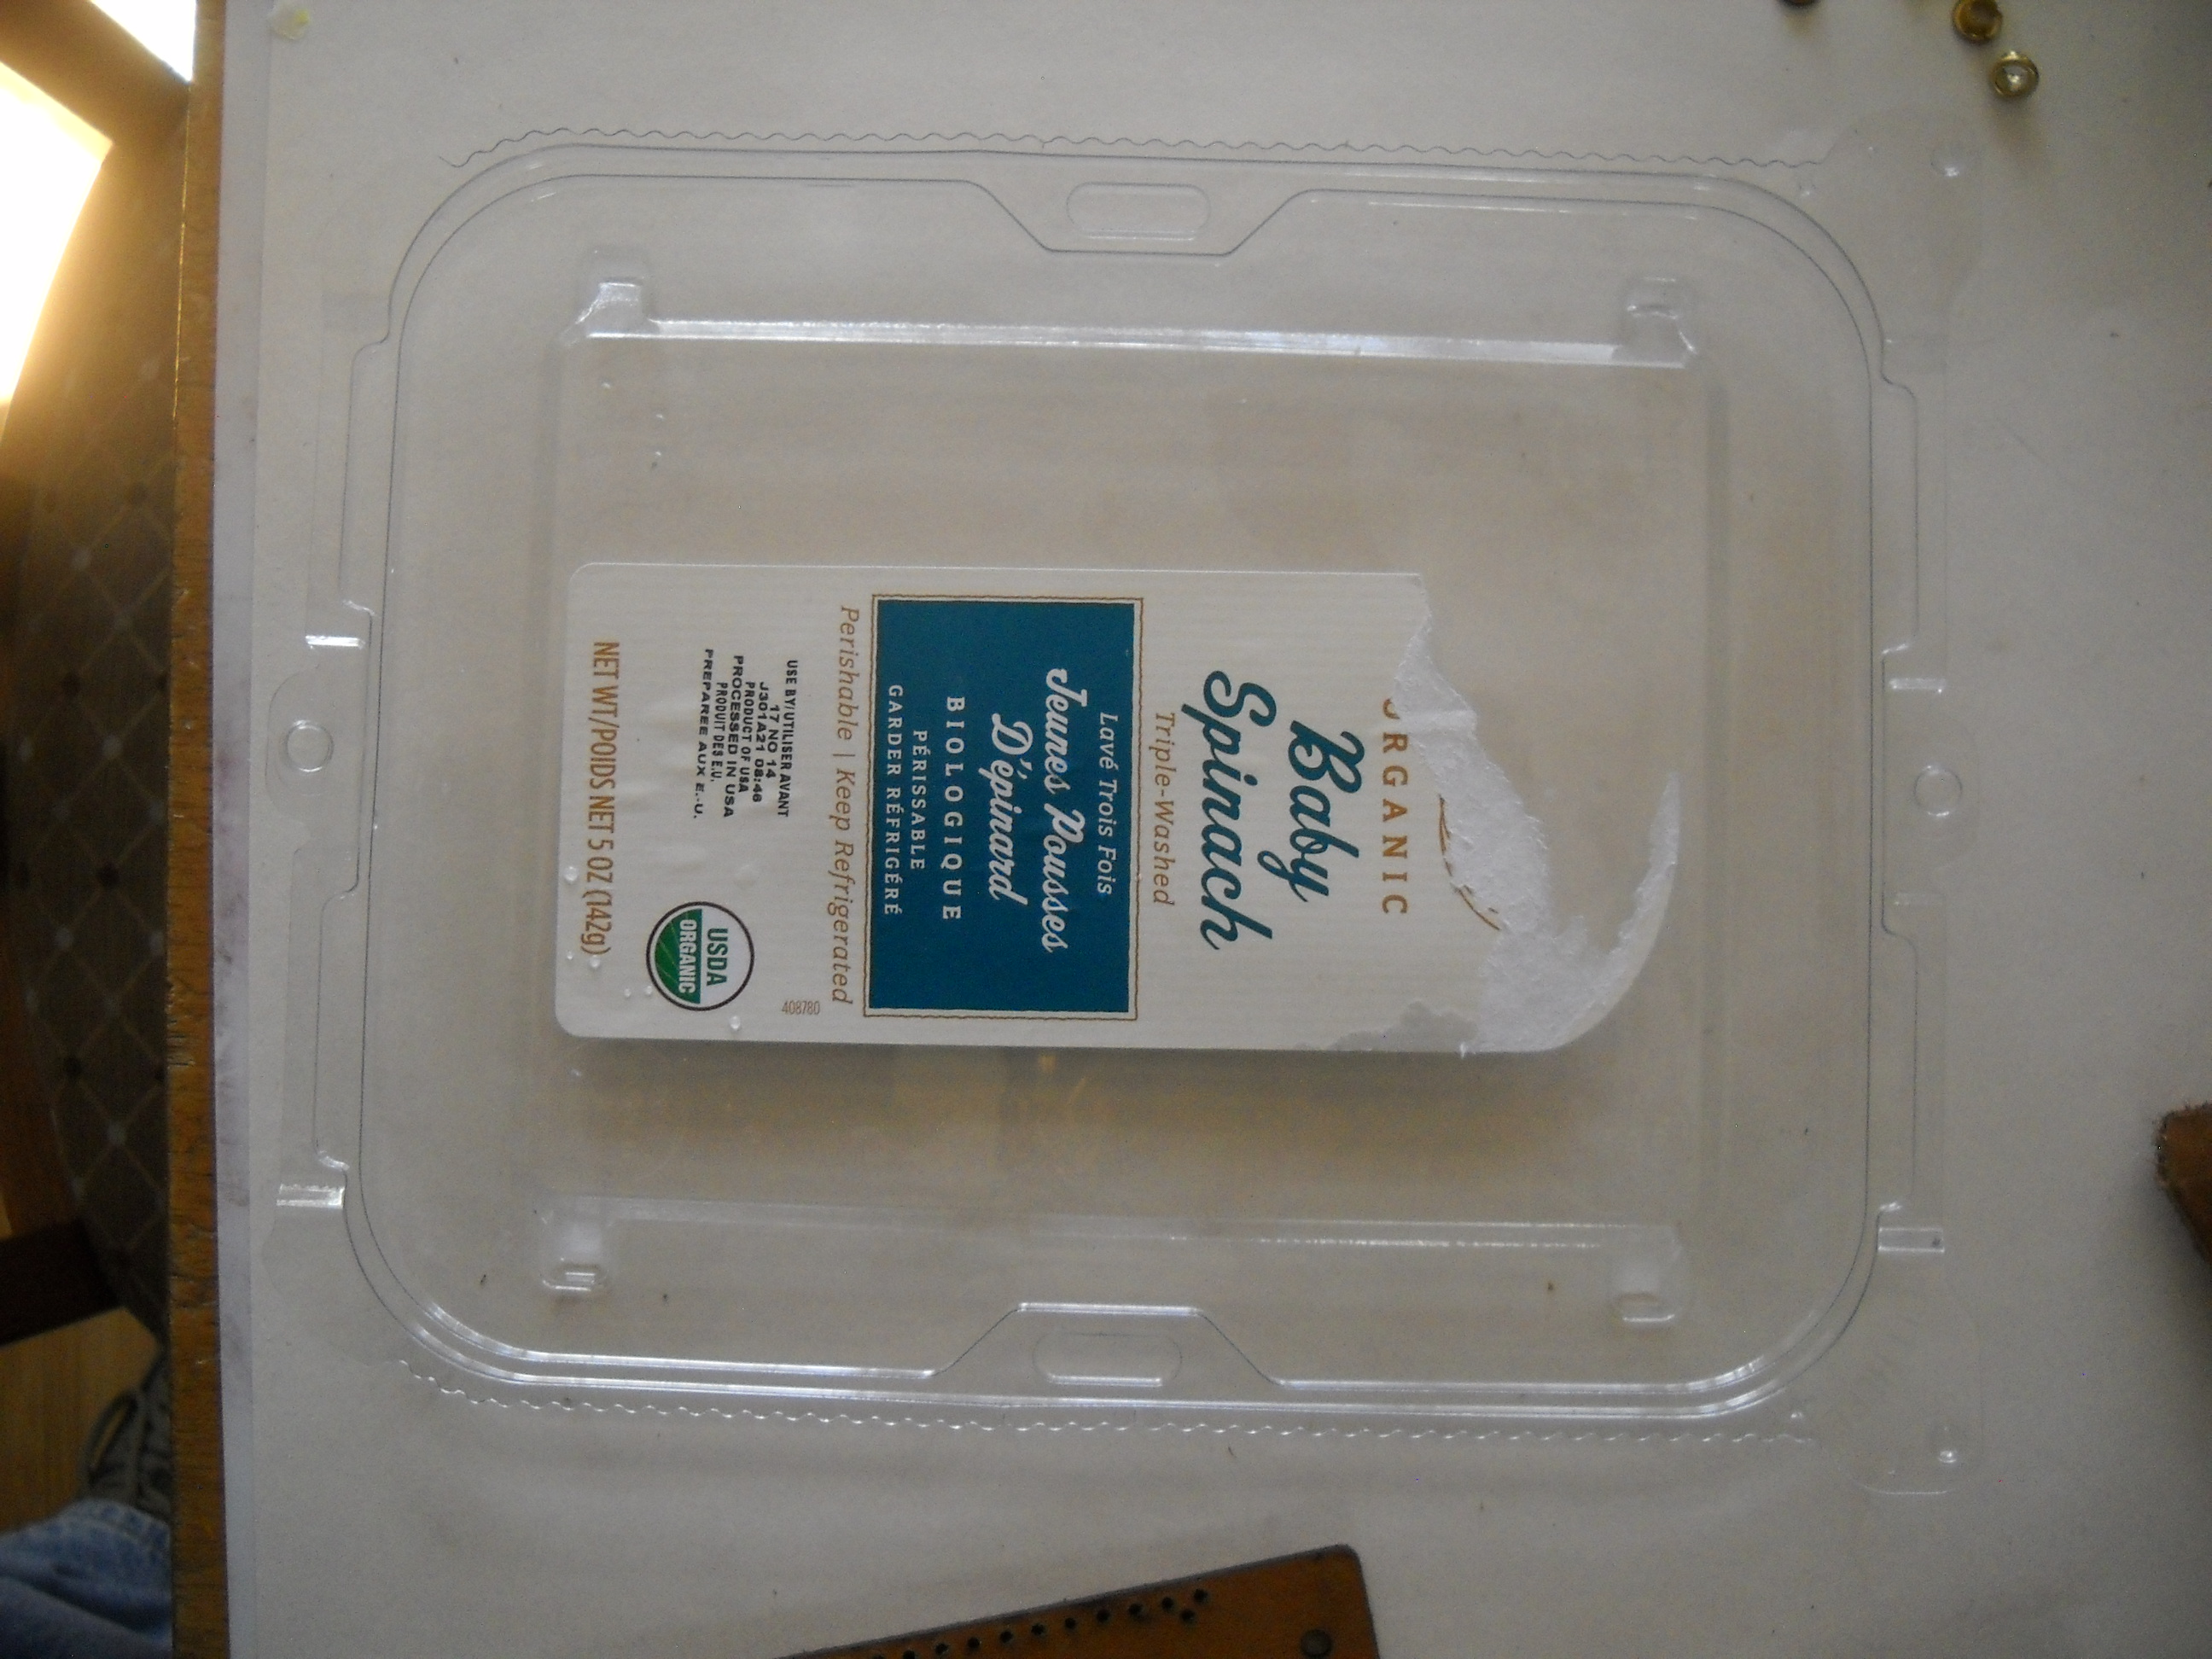 ORGANIC
Baby
Spinach
Triple-Washed
Lavé Trois Fois
Jeunes Pousses
D'épinard
BIOLOGIQUE
PÉRISSABLE
GARDER RÉFRIGÉRÉ
Perishable | Keep Refrigerated
USE BY/UTILISER AVANT
17 NO 14
J301A21 08:46
PRODUCT OF USA
PROCESSED IN USA
PRODUIT DES E.U.
PREPAREE AUX E.-U.
408780
USDA
ORGANIC
NET WT/POIDS NET 5 OZ (142g)